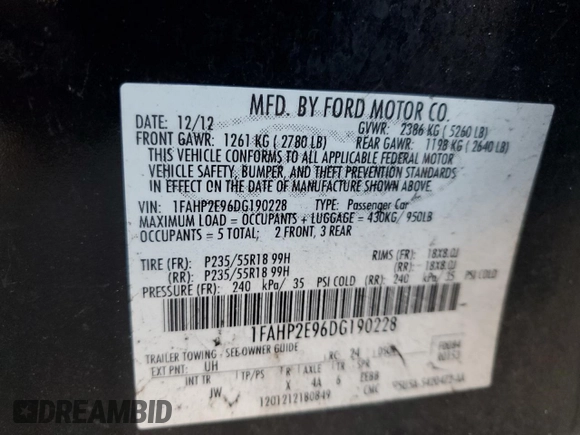 MFD. BY FORD MOTOR CO.
DATE: 12/12 GVWR: 2386 KG ( 5260 LB)
FRONT GAWR: 1261 KG ( 2780 LB) REAR GAWR: 1198 KG ( 2640 LB)
THIS VEHICLE CONFORMS TO ALL APPLICABLE FEDERAL MOTOR
VEHICLE SAFETY, BUMPER, AND THEFT PREVENTION STANDARDS
IN EFFECT ON THE DATE OF MANUFACTURE SHOWN ABOVE.
VIN: 1FAHP2E96DG190228 TYPE: Passenger Car
MAXIMUM LOAD = OCCUPANTS + LUGGAGE = 430KG/ 950LB
OCCUPANTS = 5 TOTAL; 2 FRONT, 3 REAR
TIRE (FR): P235/55R18 99H RIMS (FR): 18X8.0J
(RR): P235/55R18 99H (RR): 18X8.0J
PRESSURE (FR): 240 kPa/ 35 PSI COLD (RR): 240 kPa/ 35 PSI COLD
1FAHP2E96DG190228
TRAILER TOWING - SEE OWNER GUIDE
EXT PNT: UH RC: 24
INT TR TP/PS R AXLE TR SPR
JW X 4A 6 EEBB
1201212180849
DREAMBID